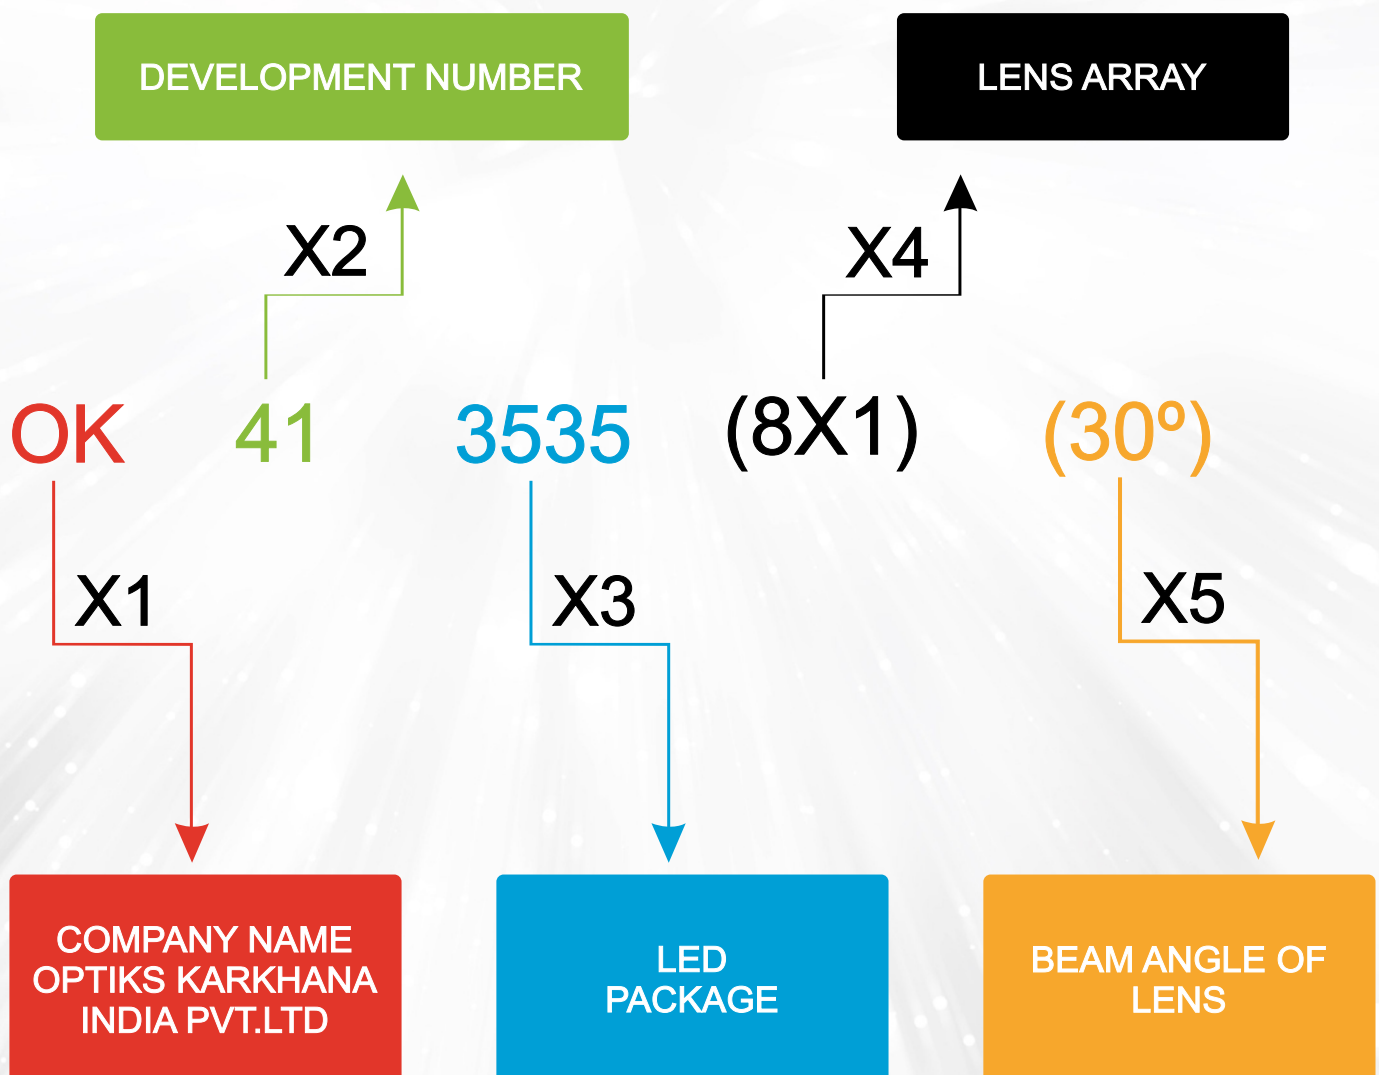 DEVELOPMENT NUMBER
LENS ARRAY
X2
X4
OK 41 3535 (8X1) (30º)
X1
X3
X5
COMPANY NAME
OPTIKS KARKHANA
INDIA PVT.LTD
LED
PACKAGE
BEAM ANGLE OF
LENS